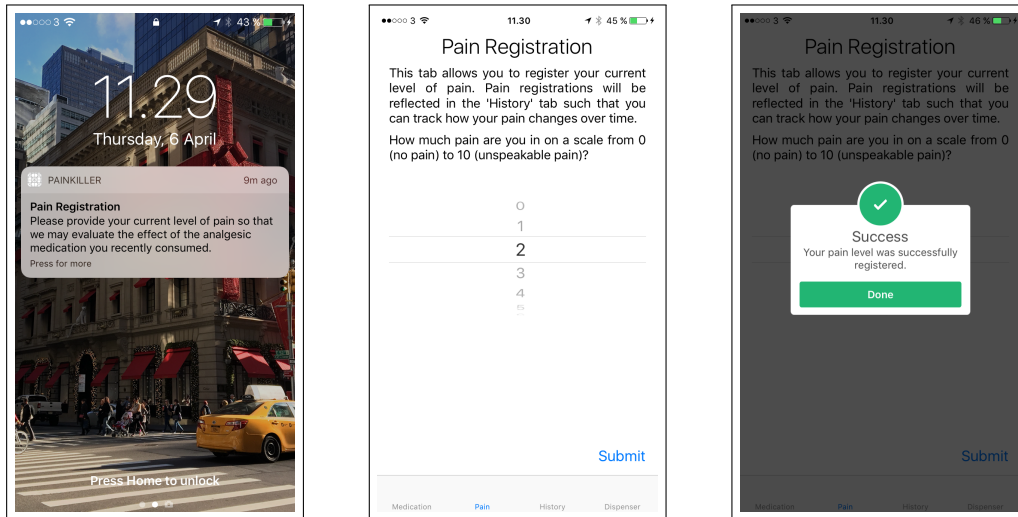 3
43 %
11.29
Thursday, 6 April
PAINKILLER 9m ago
Pain Registration
Please provide your current level of pain so that
we may evaluate the effect of the analgesic
medication you recently consumed.
Press for more
Press Home to unlock
3 11.30 45 %
Pain Registration
This tab allows you to register your current
level of pain. Pain registrations will be
reflected in the 'History' tab such that you
can track how your pain changes over time.
How much pain are you in on a scale from 0
(no pain) to 10 (unspeakable pain)?
0
1
2
3
4
5
Submit
Medication Pain History Dispenser
3 11.30 46 %
Pain Registration
This tab allows you to register your current
level of pain. Pain registrations will be
reflected in the 'History' tab such that you
can track how your pain changes over time.
How much pain are you in on a scale from 0
(no pain) to 10 (unspeakable pain)?
Success
Your pain level was successfully
registered.
Done
Submit
Medication Pain History Dispenser